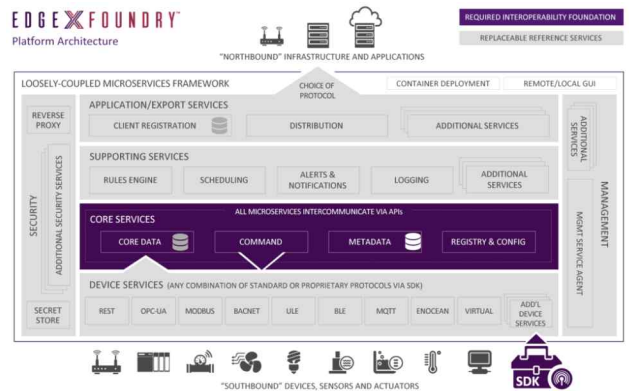 EDGE X FOUNDRY™
Platform Architecture
REQUIRED INTEROPERABILITY FOUNDATION
REPLACEABLE REFERENCE SERVICES
"NORTHBOUND" INFRASTRUCTURE AND APPLICATIONS
LOOSELY-COUPLED MICROSERVICES FRAMEWORK
CHOICE OF
PROTOCOL
CONTAINER DEPLOYMENT
REMOTE/LOCAL GUI
SECURITY
REVERSE
PROXY
ADDITIONAL SECURITY SERVICES
SECRET
STORE
APPLICATION/EXPORT SERVICES
CLIENT REGISTRATION
DISTRIBUTION
ADDITIONAL SERVICES
SUPPORTING SERVICES
RULES ENGINE
SCHEDULING
ALERTS &
NOTIFICATIONS
LOGGING
ADDITIONAL
SERVICES
ALL MICROSERVICES INTERCOMMUNICATE VIA APIs
CORE SERVICES
CORE DATA
COMMAND
METADATA
REGISTRY & CONFIG
DEVICE SERVICES (ANY COMBINATION OF STANDARD OR PROPRIETARY PROTOCOLS VIA SDK)
REST
OPC-UA
MODBUS
BACNET
ULE
BLE
MQTT
ENOCEAN
VIRTUAL
ADD'L
DEVICE
SERVICES
ADDITIONAL
SERVICES
MGMT SERVICE AGENT
MANAGEMENT
SDK
"SOUTHBOUND" DEVICES, SENSORS AND ACTUATORS